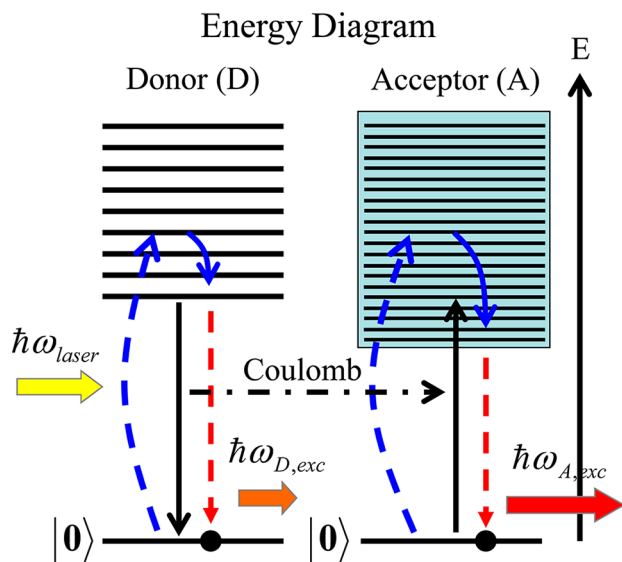 Energy Diagram
Donor (D)
Acceptor (A)
E
ħω_laser
Coulomb
ħω_D,exc
ħω_A,exc
|0⟩
|0⟩